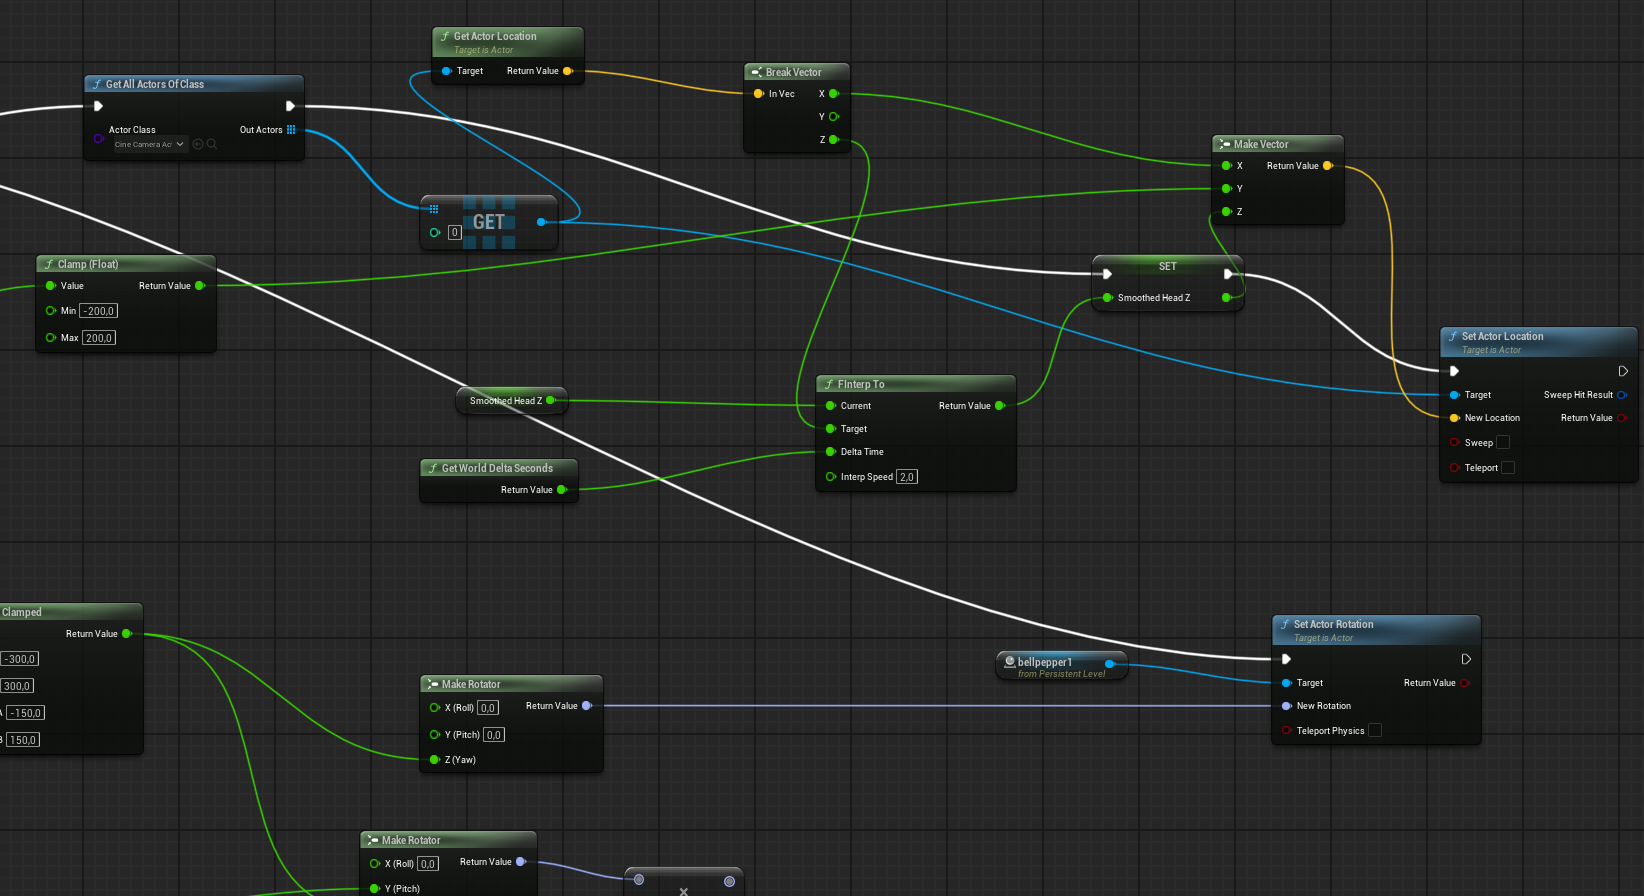 Get Actor Location
Target is Actor
Target
Return Value
Get All Actors Of Class
Actor Class
Cine Camera Act
Out Actors
Break Vector
In Vec
X
Y
Z
Make Vector
X
Return Value
Y
Z
GET
0
Clamp (Float)
Value
Return Value
Min -200,0
Max 200,0
SET
Smoothed Head Z
Set Actor Location
Target is Actor
Target
Sweep Hit Result
New Location
Return Value
Sweep
Teleport
Smoothed Head Z
FInterp To
Current
Return Value
Target
Delta Time
Interp Speed 2,0
Get World Delta Seconds
Return Value
Clamped
Return Value
-300,0
300,0
-150,0
150,0
bellpepper1
from Persistent Level
Set Actor Rotation
Target is Actor
Target
Return Value
New Rotation
Teleport Physics
Make Rotator
X (Roll) 0,0
Return Value
Y (Pitch) 0,0
Z (Yaw)
Make Rotator
X (Roll) 0,0
Return Value
Y (Pitch)